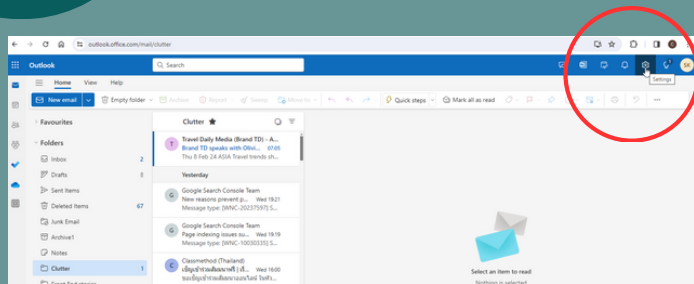 outlook.office.com/mail/clutter
Outlook
Search
Settings
SK
Home View Help
New email
Empty folder
Archive
Report
Sweep
Move to
Quick steps
Mark all as read
Favourites
Folders
Inbox 2
Drafts 8
Sent Items
Deleted Items 67
Junk Email
Archive1
Notes
Clutter 1
Clutter
T
Travel Daily Media (Brand TD) - A...
Brand TD speaks with Olivi... 07:05
Thu 8 Feb 24 ASIA Travel trends sh...
Yesterday
G
Google Search Console Team
New reasons prevent p... Wed 19:21
Message type: [WNC-20237597] S...
G
Google Search Console Team
Page indexing issues su... Wed 19:19
Message type: [WNC-10030335] S...
C
Classmethod (Thailand)
Wed 16:00
Select an item to read
Nothing is selected